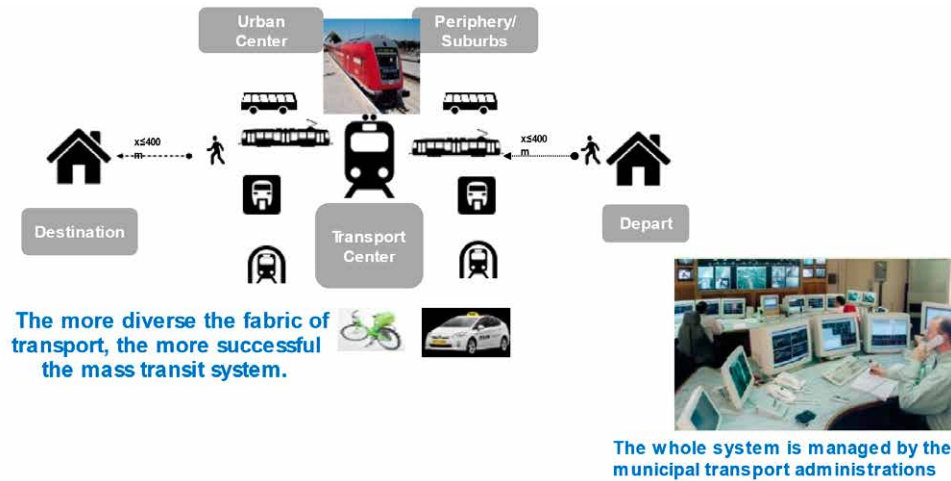 Urban
Center
Periphery/
Suburbs
x≤400
m
x≤400
m
Destination
Transport
Center
Depart
The more diverse the fabric of
transport, the more successful
the mass transit system.
The whole system is managed by the
municipal transport administrations